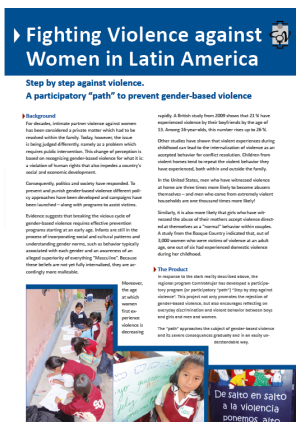 Fighting Violence against
Women in Latin America
Step by step against violence.
A participatory "path" to prevent gender-based violence
Background
For decades, intimate partner violence against women
has been considered a private matter which had to be
resolved within the family. Today, however, the issue
is being judged differently, namely as a problem which
requires public intervention. This change of perception is
based on recognizing gender-based violence for what it is:
a violation of human rights that also impedes a country's
social and economic development.
Consequently, politics and society have responded. To
prevent and punish gender-based violence different poli-
cy approaches have been developed and campaigns have
been launched – along with programs to assist victims.
Evidence suggests that breaking the vicious cycle of
gender-based violence requires effective prevention
programs starting at an early age. Infants are still in the
process of incorporating social and cultural patterns and
understanding gender norms, such as behavior typically
associated with each gender and an awareness of an
alleged superiority of everything "Masculine". Because
these beliefs are not yet fully internalized, they are ac-
cordingly more malleable.
Moreover,
the age
at which
women
first ex-
perience
violence is
decreasing
rapidly. A British study from 2009 shows that 21 % have
experienced violence by their boyfriends by the age of
13. Among 16-year-olds, this number rises up to 26 %.
Other studies have shown that violent experiences during
childhood can lead to the internalization of violence as an
accepted behavior for conflict resolution. Children from
violent homes tend to repeat the violent behavior they
have experienced, both within and outside the family.
In the United States, men who have witnessed violence
at home are three times more likely to become abusers
themselves – and men who come from extremely violent
households are one thousand times more likely!
Similarly, it is also more likely that girls who have wit-
nessed the abuse of their mothers accept violence direct-
ed at themselves as a "normal" behavior within couples.
A study from the Basque Country indicated that, out of
3,000 women who were victims of violence at an adult
age, one out of six had experienced domestic violence
during her childhood.
The Product
In response to the stark reality described above, the
regional program ComVoMujer has developed a participa-
tory program (or participatory "path") "Step by step against
violence". This project not only promotes the rejection of
gender-based violence, but also encourages reflecting on
everyday discrimination and violent behavior between boys
and girls and men and women.
The "path" approaches the subject of gender-based violence
and its severe consequences gradually and in an easily un-
derstandable way.
De salto en salto
a la violencia
ponemos alto